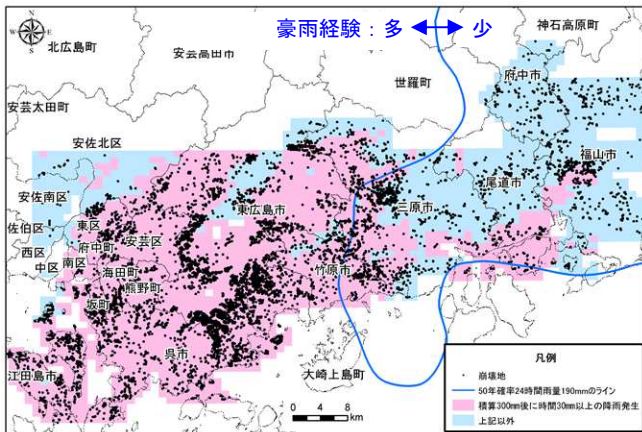 豪雨経験：多 ⟷ 少
N
W E
S
北広島町
安芸高田市
神石高原町
世羅町
府中市
安芸太田町
安佐北区
福山市
安佐南区
東広島市
三原市
尾道市
佐伯区
東区
府中町
安芸区
西区
中区
南区
海田町
竹原市
熊野町
坂町
呉市
江田島市
大崎上島町
0 4 8
km
凡例
崩壊地
50年確率24時間雨量190mmのライン
積算300mm後に時間30mm以上の降雨発生
上記以外